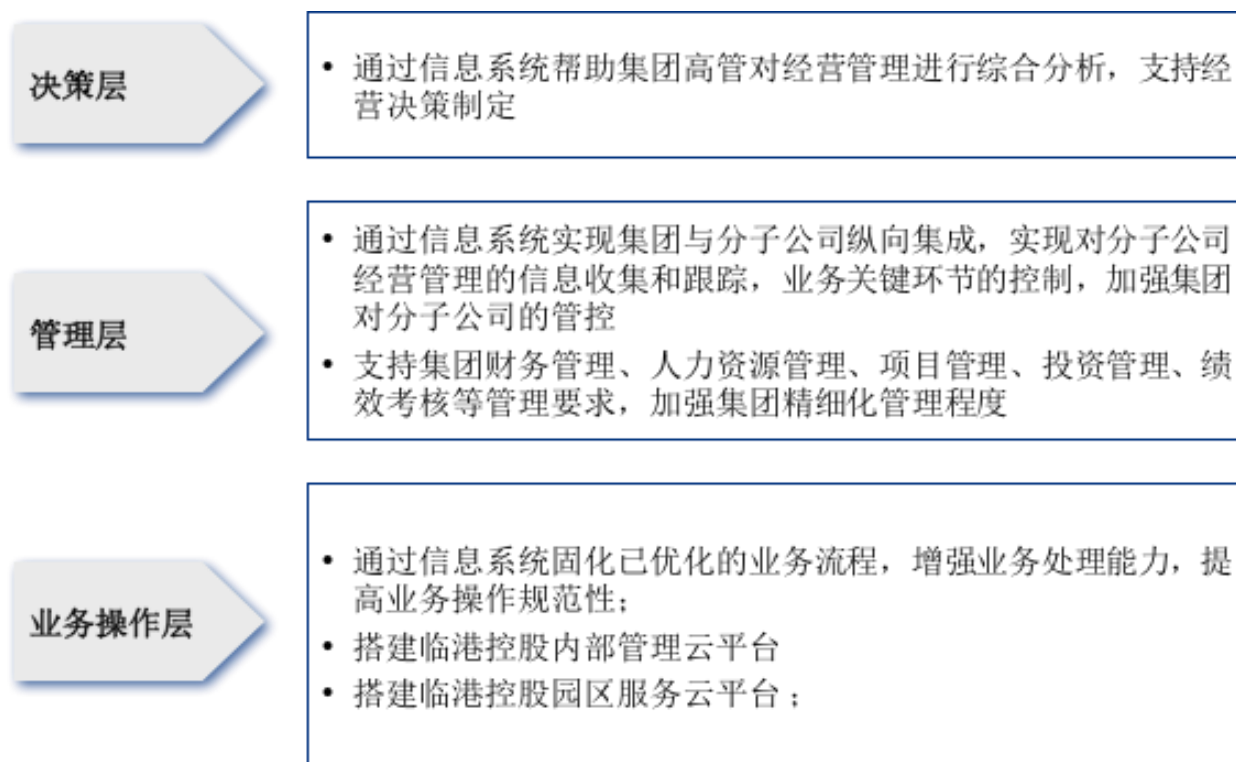 决策层
• 通过信息系统帮助集团高管对经营管理进行综合分析，支持经
营决策制定
管理层
• 通过信息系统实现集团与分子公司纵向集成，实现对分子公司
经营管理的信息收集和跟踪，业务关键环节的控制，加强集团
对分子公司的管控
• 支持集团财务管理、人力资源管理、项目管理、投资管理、绩
效考核等管理要求，加强集团精细化管理程度
业务操作层
• 通过信息系统固化已优化的业务流程，增强业务处理能力，提
高业务操作规范性；
• 搭建临港控股内部管理云平台
• 搭建临港控股园区服务云平台；